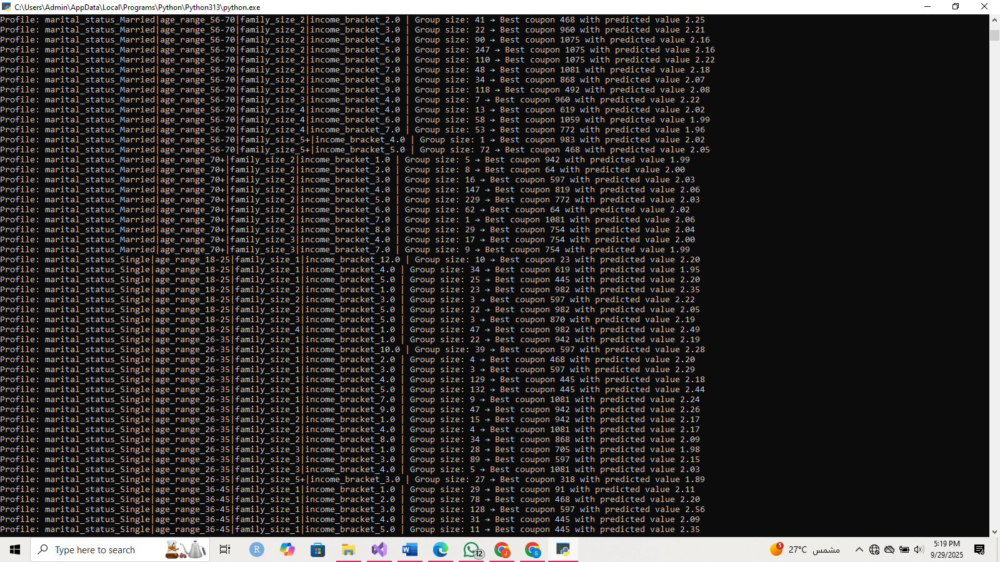 C:\Users\Admin\AppData\Local\Programs\Python\Python313\python.exe
Profile: marital_status_Married|age_range_56-70|family_size_2|income_bracket_2.0 | Group size: 41 → Best coupon 468 with predicted value 2.25
Profile: marital_status_Married|age_range_56-70|family_size_2|income_bracket_3.0 | Group size: 22 → Best coupon 960 with predicted value 2.21
Profile: marital_status_Married|age_range_56-70|family_size_2|income_bracket_4.0 | Group size: 90 → Best coupon 1075 with predicted value 2.16
Profile: marital_status_Married|age_range_56-70|family_size_2|income_bracket_5.0 | Group size: 247 → Best coupon 1075 with predicted value 2.16
Profile: marital_status_Married|age_range_56-70|family_size_2|income_bracket_6.0 | Group size: 110 → Best coupon 1075 with predicted value 2.22
Profile: marital_status_Married|age_range_56-70|family_size_2|income_bracket_7.0 | Group size: 48 → Best coupon 1081 with predicted value 2.18
Profile: marital_status_Married|age_range_56-70|family_size_2|income_bracket_8.0 | Group size: 34 → Best coupon 868 with predicted value 2.07
Profile: marital_status_Married|age_range_56-70|family_size_2|income_bracket_9.0 | Group size: 118 → Best coupon 492 with predicted value 2.08
Profile: marital_status_Married|age_range_56-70|family_size_3|income_bracket_4.0 | Group size: 7 → Best coupon 960 with predicted value 2.22
Profile: marital_status_Married|age_range_56-70|family_size_4|income_bracket_4.0 | Group size: 13 → Best coupon 619 with predicted value 2.02
Profile: marital_status_Married|age_range_56-70|family_size_4|income_bracket_6.0 | Group size: 58 → Best coupon 1059 with predicted value 1.99
Profile: marital_status_Married|age_range_56-70|family_size_4|income_bracket_7.0 | Group size: 53 → Best coupon 772 with predicted value 1.96
Profile: marital_status_Married|age_range_56-70|family_size_5+|income_bracket_4.0 | Group size: 1 → Best coupon 983 with predicted value 2.02
Profile: marital_status_Married|age_range_56-70|family_size_5+|income_bracket_5.0 | Group size: 72 → Best coupon 468 with predicted value 2.05
Profile: marital_status_Married|age_range_70+|family_size_2|income_bracket_1.0 | Group size: 5 → Best coupon 942 with predicted value 1.99
Profile: marital_status_Married|age_range_70+|family_size_2|income_bracket_2.0 | Group size: 8 → Best coupon 64 with predicted value 2.00
Profile: marital_status_Married|age_range_70+|family_size_2|income_bracket_3.0 | Group size: 16 → Best coupon 597 with predicted value 2.03
Profile: marital_status_Married|age_range_70+|family_size_2|income_bracket_4.0 | Group size: 147 → Best coupon 819 with predicted value 2.06
Profile: marital_status_Married|age_range_70+|family_size_2|income_bracket_5.0 | Group size: 229 → Best coupon 772 with predicted value 2.03
Profile: marital_status_Married|age_range_70+|family_size_2|income_bracket_6.0 | Group size: 62 → Best coupon 64 with predicted value 2.02
Profile: marital_status_Married|age_range_70+|family_size_2|income_bracket_7.0 | Group size: 1 → Best coupon 1081 with predicted value 2.06
Profile: marital_status_Married|age_range_70+|family_size_2|income_bracket_8.0 | Group size: 29 → Best coupon 754 with predicted value 2.04
Profile: marital_status_Married|age_range_70+|family_size_3|income_bracket_4.0 | Group size: 17 → Best coupon 754 with predicted value 2.00
Profile: marital_status_Married|age_range_70+|family_size_3|income_bracket_7.0 | Group size: 9 → Best coupon 754 with predicted value 1.99
Profile: marital_status_Single|age_range_18-25|family_size_1|income_bracket_12.0 | Group size: 10 → Best coupon 23 with predicted value 2.20
Profile: marital_status_Single|age_range_18-25|family_size_1|income_bracket_4.0 | Group size: 34 → Best coupon 619 with predicted value 1.95
Profile: marital_status_Single|age_range_18-25|family_size_1|income_bracket_5.0 | Group size: 25 → Best coupon 445 with predicted value 2.20
Profile: marital_status_Single|age_range_18-25|family_size_2|income_bracket_1.0 | Group size: 23 → Best coupon 982 with predicted value 2.35
Profile: marital_status_Single|age_range_18-25|family_size_2|income_bracket_3.0 | Group size: 3 → Best coupon 597 with predicted value 2.22
Profile: marital_status_Single|age_range_18-25|family_size_2|income_bracket_5.0 | Group size: 22 → Best coupon 982 with predicted value 2.05
Profile: marital_status_Single|age_range_18-25|family_size_3|income_bracket_5.0 | Group size: 3 → Best coupon 870 with predicted value 2.19
Profile: marital_status_Single|age_range_18-25|family_size_4|income_bracket_1.0 | Group size: 47 → Best coupon 982 with predicted value 2.49
Profile: marital_status_Single|age_range_26-35|family_size_1|income_bracket_1.0 | Group size: 22 → Best coupon 942 with predicted value 2.19
Profile: marital_status_Single|age_range_26-35|family_size_1|income_bracket_10.0 | Group size: 39 → Best coupon 597 with predicted value 2.28
Profile: marital_status_Single|age_range_26-35|family_size_1|income_bracket_2.0 | Group size: 4 → Best coupon 468 with predicted value 2.20
Profile: marital_status_Single|age_range_26-35|family_size_1|income_bracket_3.0 | Group size: 3 → Best coupon 597 with predicted value 2.29
Profile: marital_status_Single|age_range_26-35|family_size_1|income_bracket_4.0 | Group size: 129 → Best coupon 445 with predicted value 2.18
Profile: marital_status_Single|age_range_26-35|family_size_1|income_bracket_5.0 | Group size: 132 → Best coupon 445 with predicted value 2.44
Profile: marital_status_Single|age_range_26-35|family_size_1|income_bracket_7.0 | Group size: 9 → Best coupon 1081 with predicted value 2.24
Profile: marital_status_Single|age_range_26-35|family_size_1|income_bracket_9.0 | Group size: 47 → Best coupon 942 with predicted value 2.26
Profile: marital_status_Single|age_range_26-35|family_size_2|income_bracket_1.0 | Group size: 15 → Best coupon 942 with predicted value 2.17
Profile: marital_status_Single|age_range_26-35|family_size_2|income_bracket_4.0 | Group size: 4 → Best coupon 1081 with predicted value 2.17
Profile: marital_status_Single|age_range_26-35|family_size_2|income_bracket_8.0 | Group size: 34 → Best coupon 868 with predicted value 2.09
Profile: marital_status_Single|age_range_26-35|family_size_3|income_bracket_1.0 | Group size: 28 → Best coupon 705 with predicted value 1.98
Profile: marital_status_Single|age_range_26-35|family_size_3|income_bracket_3.0 | Group size: 89 → Best coupon 597 with predicted value 2.15
Profile: marital_status_Single|age_range_26-35|family_size_3|income_bracket_4.0 | Group size: 5 → Best coupon 1081 with predicted value 2.03
Profile: marital_status_Single|age_range_26-35|family_size_5+|income_bracket_3.0 | Group size: 27 → Best coupon 318 with predicted value 1.89
Profile: marital_status_Single|age_range_36-45|family_size_1|income_bracket_1.0 | Group size: 29 → Best coupon 91 with predicted value 2.11
Profile: marital_status_Single|age_range_36-45|family_size_1|income_bracket_2.0 | Group size: 78 → Best coupon 468 with predicted value 2.20
Profile: marital_status_Single|age_range_36-45|family_size_1|income_bracket_3.0 | Group size: 128 → Best coupon 597 with predicted value 2.56
Profile: marital_status_Single|age_range_36-45|family_size_1|income_bracket_4.0 | Group size: 31 → Best coupon 445 with predicted value 2.09
Profile: marital_status_Single|age_range_36-45|family_size_1|income_bracket_5.0 | Group size: 11 → Best coupon 445 with predicted value 2.35
Type here to search
R
W
12
J
S
5
27°C مشمس
5:19 PM
9/29/2025